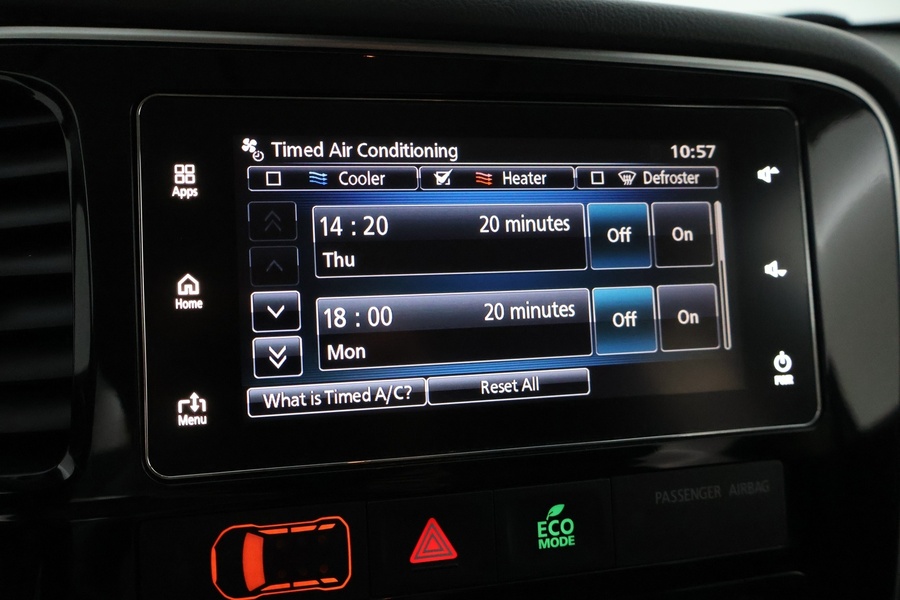 Timed Air Conditioning 10:57
Cooler Heater Defroster
Apps
14 : 20 20 minutes Off On
Thu
Home
18 : 00 20 minutes Off On
Mon
PWR
What is Timed A/C? Reset All
Menu
PASSENGER AIRBAG
ECO
MODE